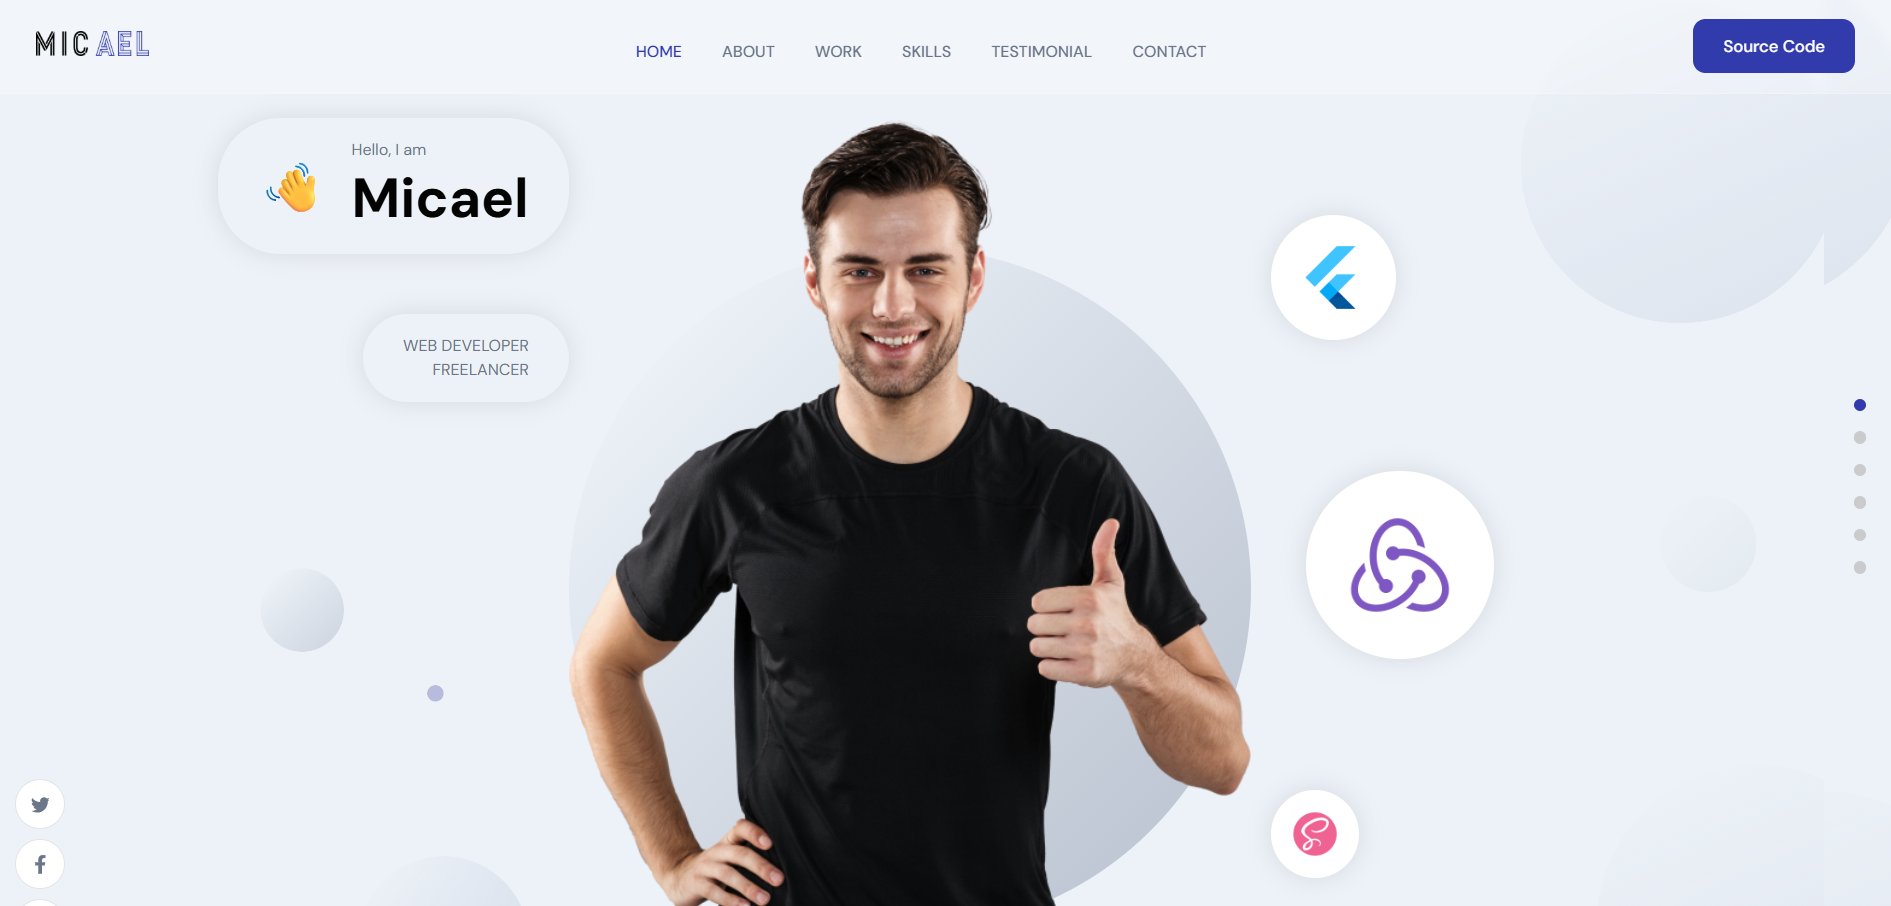 MICAEL
HOME
ABOUT
WORK
SKILLS
TESTIMONIAL
CONTACT
Source Code
Hello, I am
Micael
WEB DEVELOPER
FREELANCER